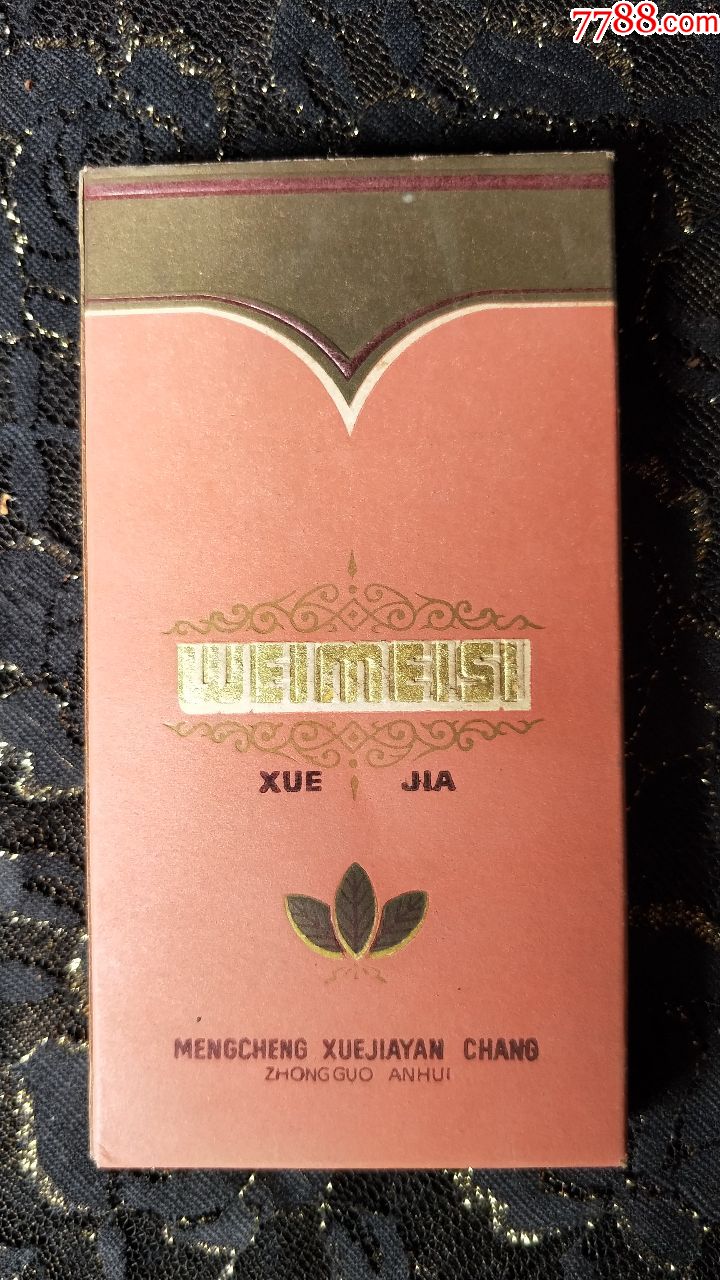 7788.com
WEIMEISI
XUE JIA
MENGCHENG XUEJIAYAN CHANG
ZHONGGUO ANHUI